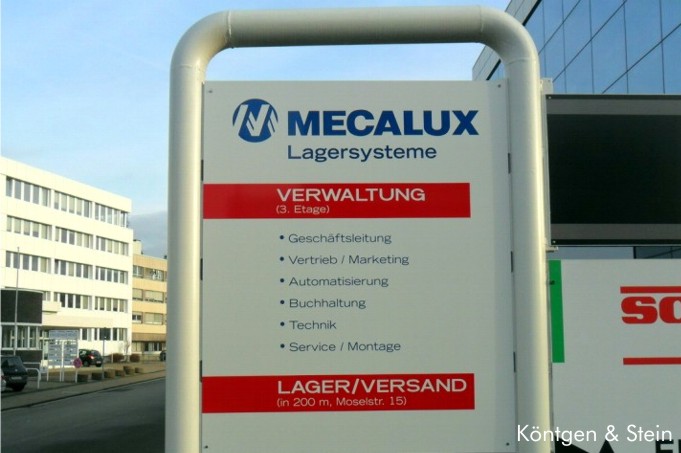 MECALUX
Lagersysteme
VERWALTUNG
(3. Etage)
• Geschäftsleitung
• Vertrieb / Marketing
• Automatisierung
• Buchhaltung
• Technik
• Service / Montage
LAGER/VERSAND
(in 200 m, Moselstr. 15)
Köntgen & Stein